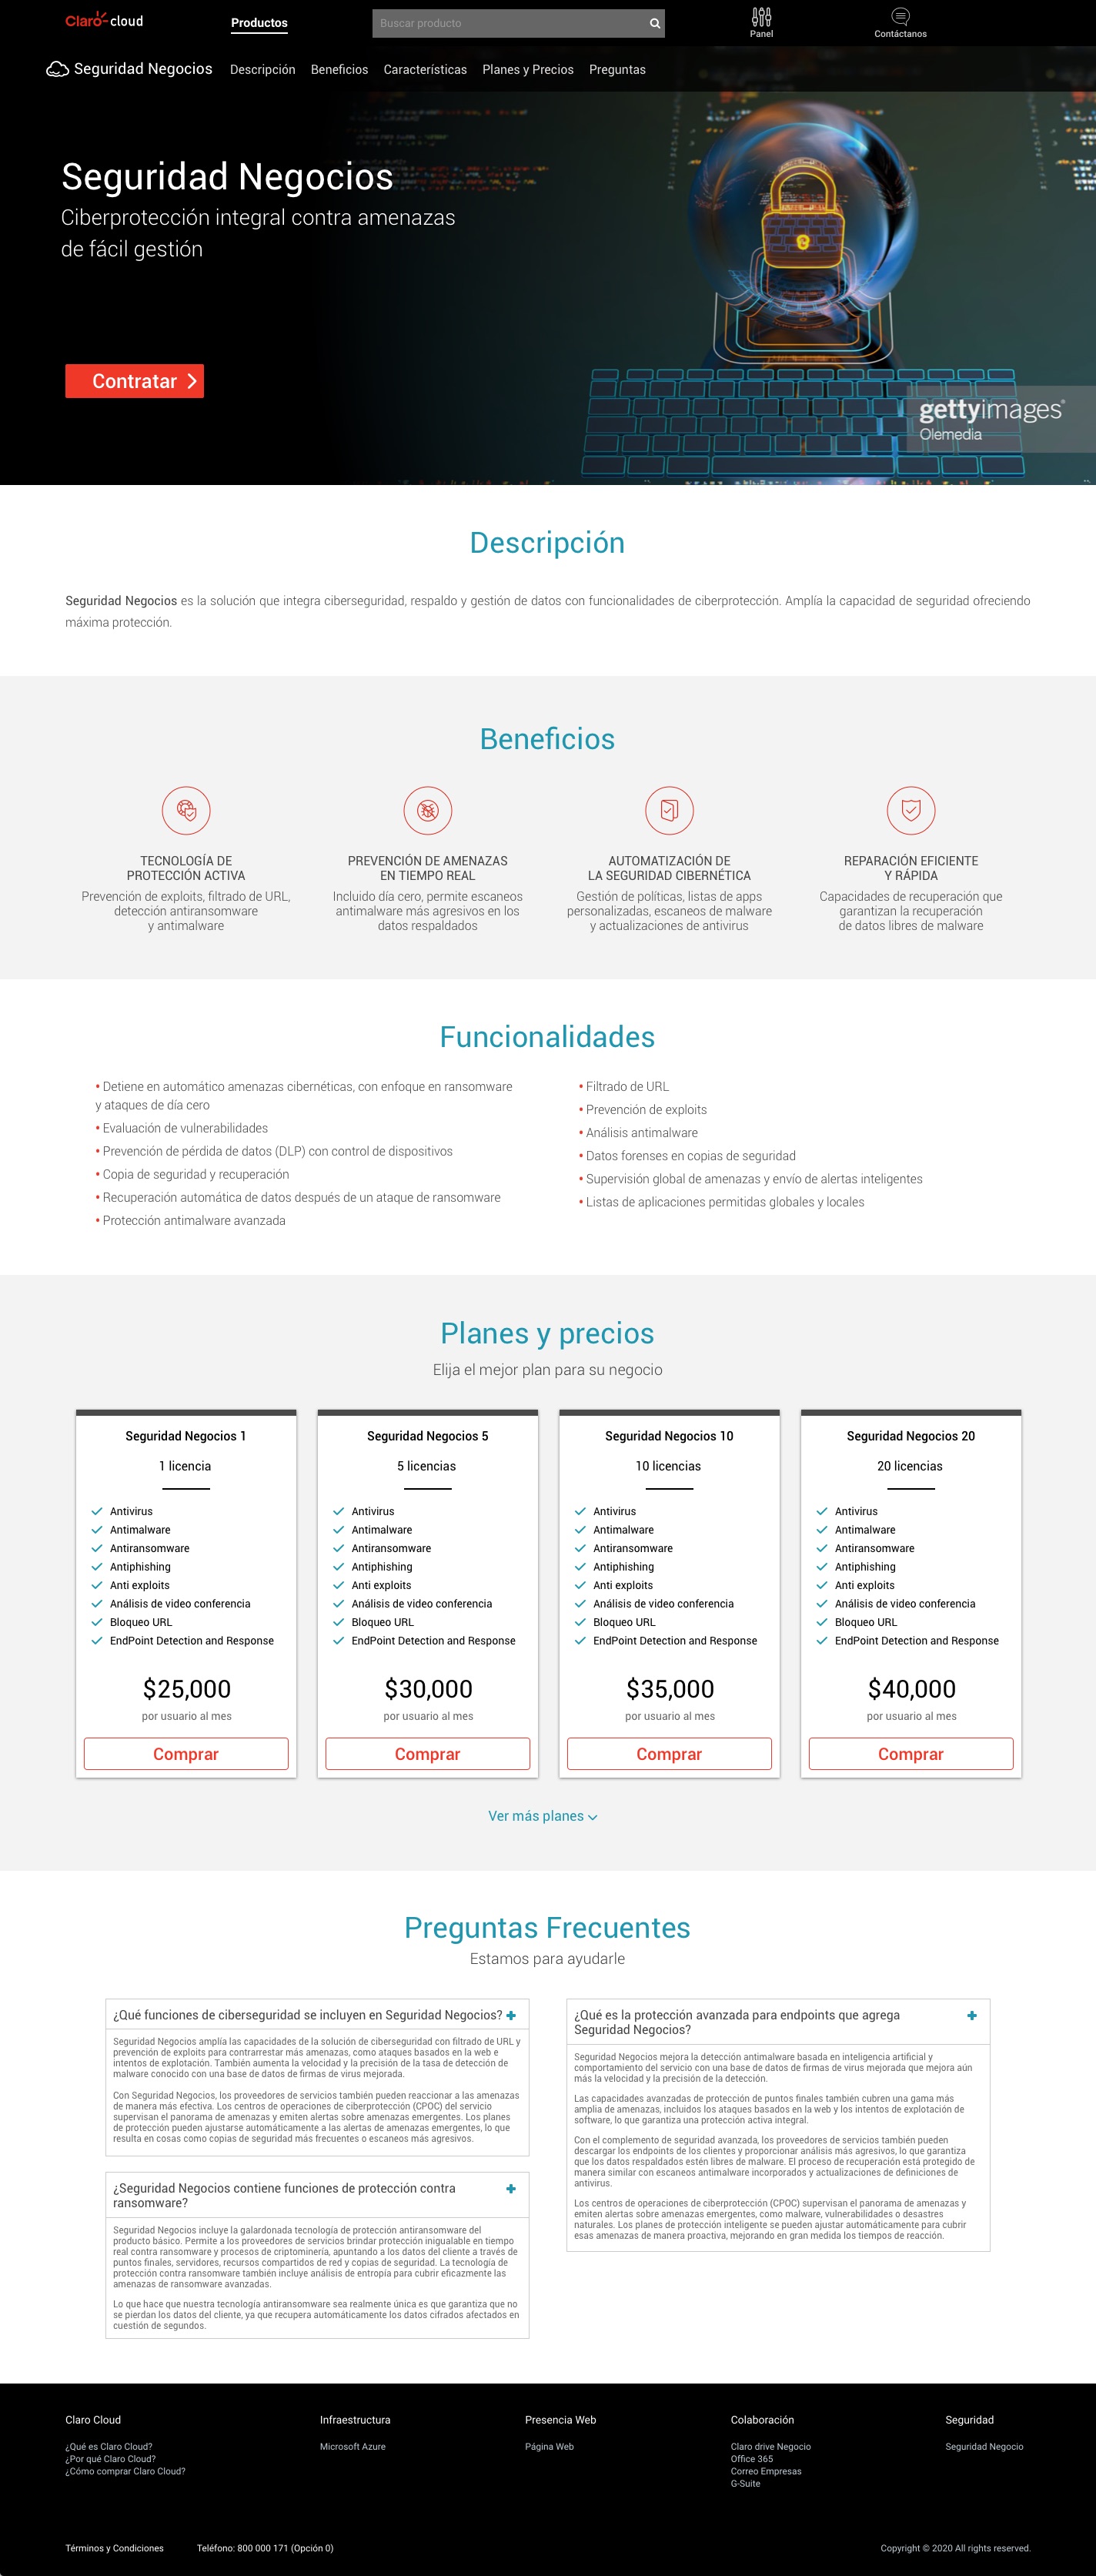 Claro cloud
Productos
Buscar producto
Panel
Contáctanos
Seguridad Negocios
Descripción
Beneficios
Características
Planes y Precios
Preguntas
Seguridad Negocios
Ciberprotección integral contra amenazas
de fácil gestión
Contratar
gettyimages®
Olemedia
Descripción
Seguridad Negocios es la solución que integra ciberseguridad, respaldo y gestión de datos con funcionalidades de ciberprotección. Amplía la capacidad de seguridad ofreciendo
máxima protección.
Beneficios
TECNOLOGÍA DE
PROTECCIÓN ACTIVA
Prevención de exploits, filtrado de URL,
detección antiransomware
y antimalware
PREVENCIÓN DE AMENAZAS
EN TIEMPO REAL
Incluido día cero, permite escaneos
antimalware más agresivos en los
datos respaldados
AUTOMATIZACIÓN DE
LA SEGURIDAD CIBERNÉTICA
Gestión de políticas, listas de apps
personalizadas, escaneos de malware
y actualizaciones de antivirus
REPARACIÓN EFICIENTE
Y RÁPIDA
Capacidades de recuperación que
garantizan la recuperación
de datos libres de malware
Funcionalidades
• Detiene en automático amenazas cibernéticas, con enfoque en ransomware
y ataques de día cero
• Evaluación de vulnerabilidades
• Prevención de pérdida de datos (DLP) con control de dispositivos
• Copia de seguridad y recuperación
• Recuperación automática de datos después de un ataque de ransomware
• Protección antimalware avanzada
• Filtrado de URL
• Prevención de exploits
• Análisis antimalware
• Datos forenses en copias de seguridad
• Supervisión global de amenazas y envío de alertas inteligentes
• Listas de aplicaciones permitidas globales y locales
Planes y precios
Elija el mejor plan para su negocio
Seguridad Negocios 1
1 licencia
Antivirus
Antimalware
Antiransomware
Antiphishing
Anti exploits
Análisis de video conferencia
Bloqueo URL
EndPoint Detection and Response
$25,000
por usuario al mes
Comprar
Seguridad Negocios 5
5 licencias
Antivirus
Antimalware
Antiransomware
Antiphishing
Anti exploits
Análisis de video conferencia
Bloqueo URL
EndPoint Detection and Response
$30,000
por usuario al mes
Comprar
Seguridad Negocios 10
10 licencias
Antivirus
Antimalware
Antiransomware
Antiphishing
Anti exploits
Análisis de video conferencia
Bloqueo URL
EndPoint Detection and Response
$35,000
por usuario al mes
Comprar
Seguridad Negocios 20
20 licencias
Antivirus
Antimalware
Antiransomware
Antiphishing
Anti exploits
Análisis de video conferencia
Bloqueo URL
EndPoint Detection and Response
$40,000
por usuario al mes
Comprar
Ver más planes
Preguntas Frecuentes
Estamos para ayudarle
¿Qué funciones de ciberseguridad se incluyen en Seguridad Negocios?
Seguridad Negocios amplía las capacidades de la solución de ciberseguridad con filtrado de URL y
prevención de exploits para contrarrestar más amenazas, como ataques basados en la web e
intentos de explotación. También aumenta la velocidad y la precisión de la tasa de detección de
malware conocido con una base de datos de firmas de virus mejorada.
Con Seguridad Negocios, los proveedores de servicios también pueden reaccionar a las amenazas
de manera más efectiva. Los centros de operaciones de ciberprotección (CPOC) del servicio
supervisan el panorama de amenazas y emiten alertas sobre amenazas emergentes. Los planes
de protección pueden ajustarse automáticamente a las alertas de amenazas emergentes, lo que
resulta en cosas como copias de seguridad más frecuentes o escaneos más agresivos.
¿Seguridad Negocios contiene funciones de protección contra
ransomware?
Seguridad Negocios incluye la galardonada tecnología de protección antiransomware del
producto básico. Permite a los proveedores de servicios brindar protección inigualable en tiempo
real contra ransomware y procesos de criptominería, apuntando a los datos del cliente a través de
puntos finales, servidores, recursos compartidos de red y copias de seguridad. La tecnología de
protección contra ransomware también incluye análisis de entropía para cubrir eficazmente las
amenazas de ransomware avanzadas.
Lo que hace que nuestra tecnología antiransomware sea realmente única es que garantiza que no
se pierdan los datos del cliente, ya que recupera automáticamente los datos cifrados afectados en
cuestión de segundos.
¿Qué es la protección avanzada para endpoints que agrega
Seguridad Negocios?
Seguridad Negocios mejora la detección antimalware basada en inteligencia artificial y
comportamiento del servicio con una base de datos de firmas de virus mejorada que mejora aún
más la velocidad y la precisión de la detección.
Las capacidades avanzadas de protección de puntos finales también cubren una gama más
amplia de amenazas, incluidos los ataques basados en la web y los intentos de explotación de
software, lo que garantiza una protección activa integral.
Con el complemento de seguridad avanzada, los proveedores de servicios también pueden
descargar los endpoints de los clientes y proporcionar análisis más agresivos, lo que garantiza
que los datos respaldados estén libres de malware. El proceso de recuperación está protegido de
manera similar con escaneos antimalware incorporados y actualizaciones de definiciones de
antivirus.
Los centros de operaciones de ciberprotección (CPOC) supervisan el panorama de amenazas y
emiten alertas sobre amenazas emergentes, como malware, vulnerabilidades o desastres
naturales. Los planes de protección inteligente se pueden ajustar automáticamente para cubrir
esas amenazas de manera proactiva, mejorando en gran medida los tiempos de reacción.
Claro Cloud
¿Qué es Claro Cloud?
¿Por qué Claro Cloud?
¿Cómo comprar Claro Cloud?
Infraestructura
Microsoft Azure
Presencia Web
Página Web
Colaboración
Claro drive Negocio
Office 365
Correo Empresas
G-Suite
Seguridad
Seguridad Negocio
Términos y Condiciones
Teléfono: 800 000 171 (Opción 0)
Copyright © 2020 All rights reserved.